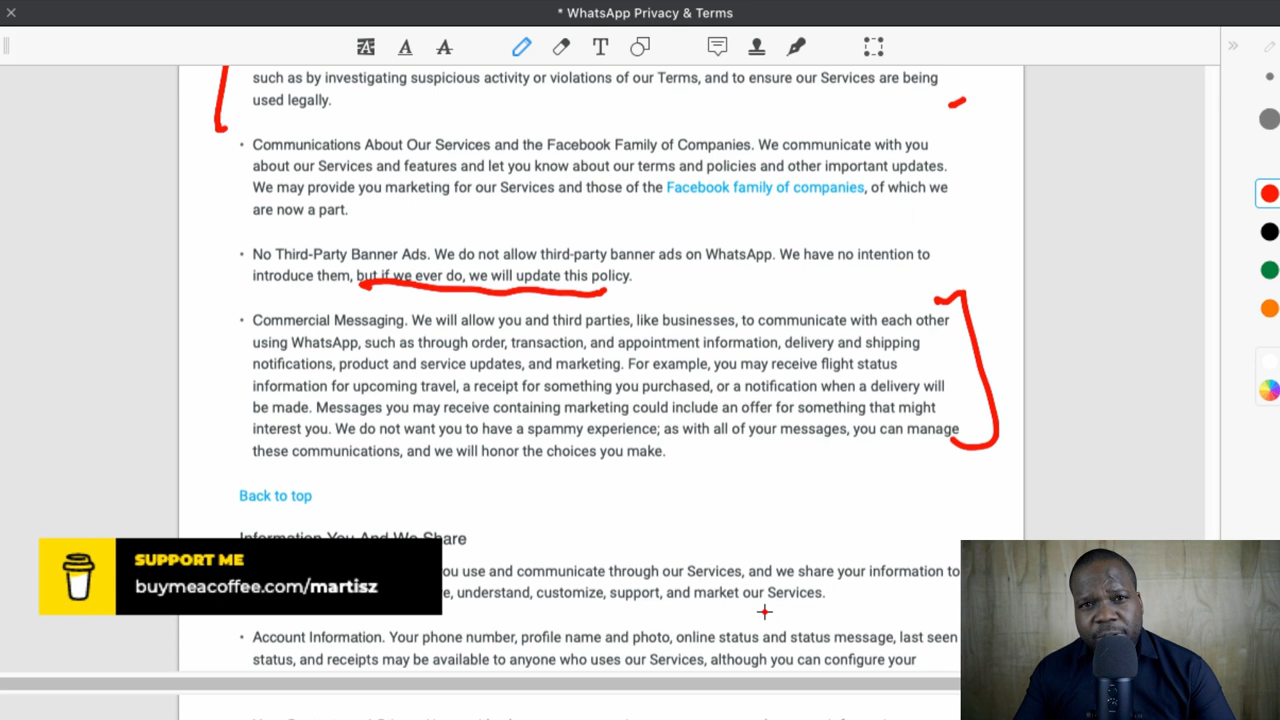 * WhatsApp Privacy & Terms
such as by investigating suspicious activity or violations of our Terms, and to ensure our Services are being
used legally.
• Communications About Our Services and the Facebook Family of Companies. We communicate with you
about our Services and features and let you know about our terms and policies and other important updates.
We may provide you marketing for our Services and those of the Facebook family of companies, of which we
are now a part.
• No Third-Party Banner Ads. We do not allow third-party banner ads on WhatsApp. We have no intention to
introduce them, but if we ever do, we will update this policy.
• Commercial Messaging. We will allow you and third parties, like businesses, to communicate with each other
using WhatsApp, such as through order, transaction, and appointment information, delivery and shipping
notifications, product and service updates, and marketing. For example, you may receive flight status
information for upcoming travel, a receipt for something you purchased, or a notification when a delivery will
be made. Messages you may receive containing marketing could include an offer for something that might
interest you. We do not want you to have a spammy experience; as with all of your messages, you can manage
these communications, and we will honor the choices you make.
Back to top
Information You And We Share
SUPPORT ME
buymeacoffee.com/martisz
you use and communicate through our Services, and we share your information to
understand, customize, support, and market our Services.
• Account Information. Your phone number, profile name and photo, online status and status message, last seen
status, and receipts may be available to anyone who uses our Services, although you can configure your